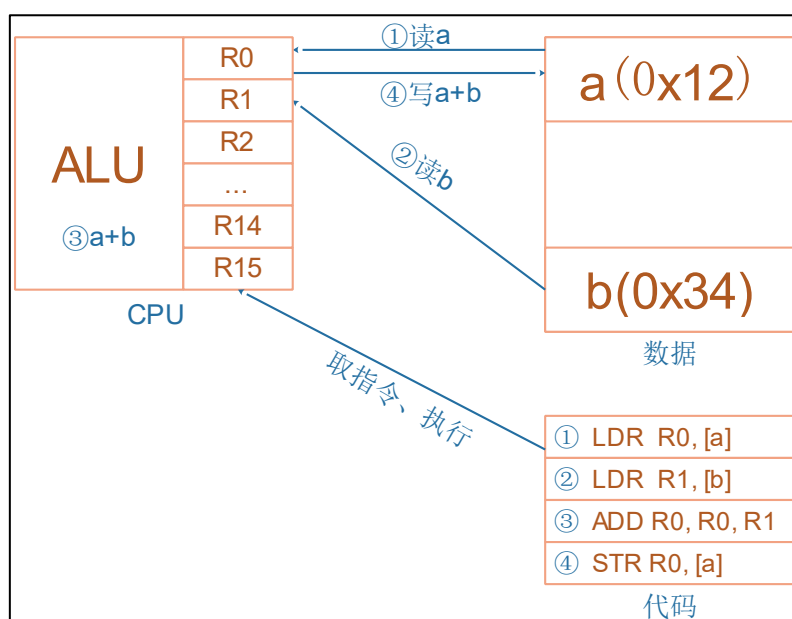 ①读a
④写a+b
②读b
R0
R1
R2
...
R14
R15
ALU
③a+b
CPU
a(0x12)
b(0x34)
数据
取指令、执行
① LDR R0, [a]
② LDR R1, [b]
③ ADD R0, R0, R1
④ STR R0, [a]
代码